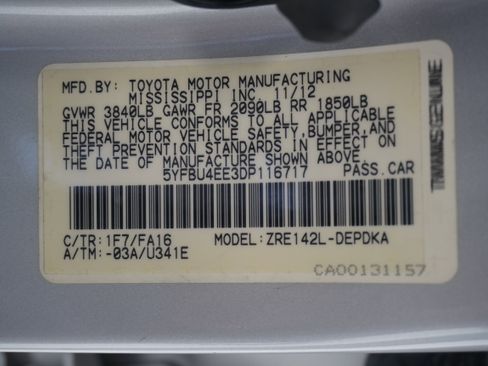 MFD.BY: TOYOTA MOTOR MANUFACTURING
MISSISSIPPI INC 11/12
GVWR 3840LB GAWR FR 2090LB RR 1850LB
THIS VEHICLE CONFORMS TO ALL APPLICABLE
FEDERAL MOTOR VEHICLE SAFETY,BUMPER,AND
THEFT PREVENTION STANDARDS IN EFFECT ON
THE DATE OF MANUFACTURE SHOWN ABOVE.
5YFBU4EE3DP116717 PASS.CAR
C/TR:1F7/FA16 MODEL:ZRE142L-DEPDKA
A/TM:-03A/U341E
CA00131157